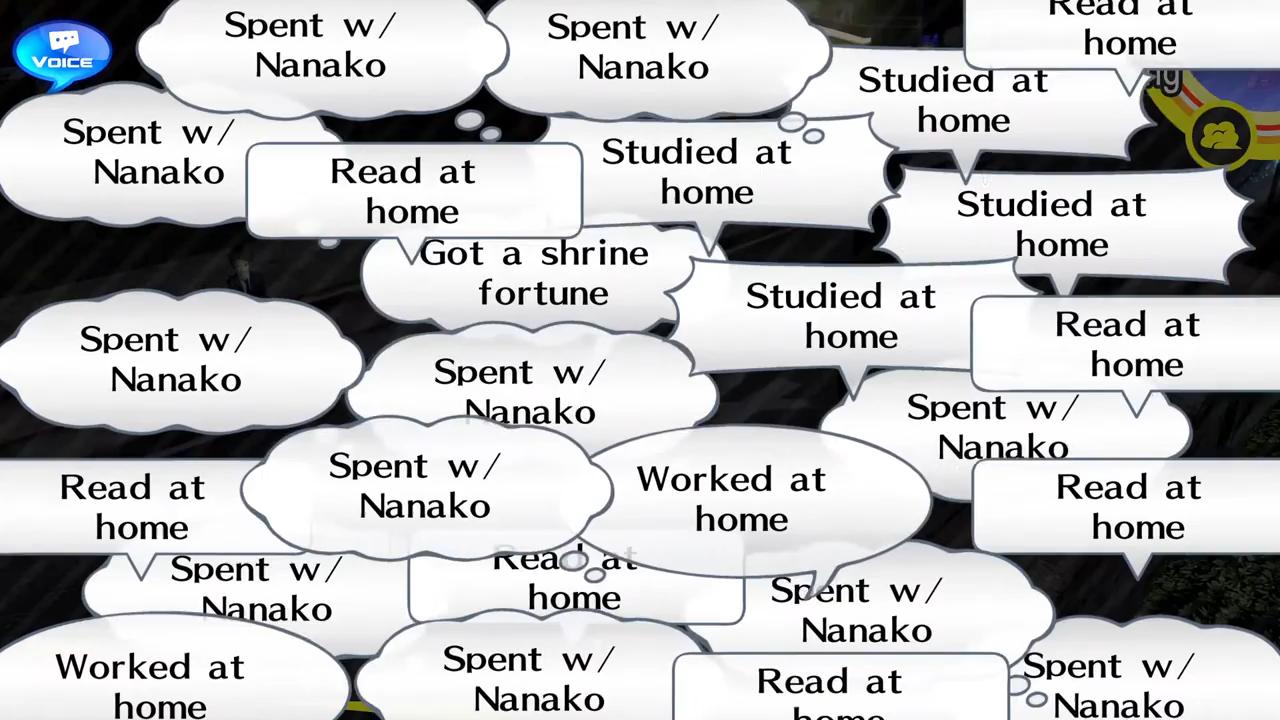 VOICE
Spent w/
Nanako
Spent w/
Nanako
Read at
home
Studied at
home
Spent w/
Nanako
Read at
home
Studied at
home
Studied at
home
Got a shrine
fortune
Studied at
home
Read at
home
Spent w/
Nanako
Spent w/
Nanako
Spent w/
Nanako
Spent w/
Nanako
Worked at
home
Read at
home
Read at
home
Spent w/
Nanako
Read at
home
Spent w/
Nanako
Worked at
home
Spent w/
Nanako
Read at
home
Spent w/
Nanako